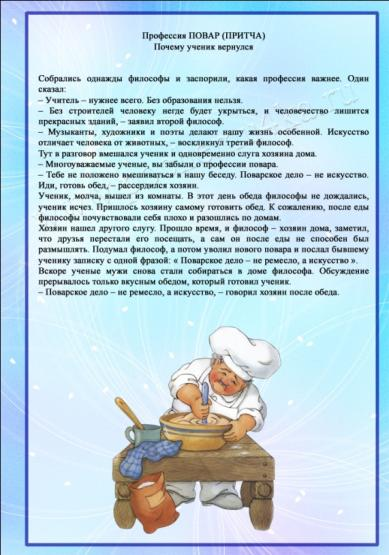 Профессия ПОВАР (ПРИТЧА)
Почему ученик вернулся
Собрались однажды философы и заспорили, какая профессия важнее. Один
сказал:
– Учитель – нужнее всего. Без образования нельзя.
– Без строителей человеку негде будет укрыться, и человечество лишится
прекрасных зданий, – заявил второй философ.
– Музыканты, художники и поэты делают нашу жизнь особенной. Искусство
отличает человека от животных, – воскликнул третий философ.
Тут в разговор вмешался ученик и одновременно слуга хозяина дома.
– Многоуважаемые ученые, вы забыли о профессии повара.
– Тебе не положено вмешиваться в нашу беседу. Поварское дело – не искусство.
Иди, готовь обед, – рассердился хозяин.
Ученик, молча, вышел из комнаты. В этот день обеда философы не дождались,
ученик исчез. Пришлось хозяину самому готовить обед. К сожалению, после еды
философы почувствовали себя плохо и разошлись по домам.
Хозяин нашел другого слугу. Прошло время, и философ – хозяин дома, заметил,
что друзья перестали его посещать, а сам он после еды не способен был
размышлять. Подумал философ, а потом уволил нового повара и послал бывшему
ученику записку с одной фразой: « Поварское дело – не ремесло, а искусство ».
Вскоре ученые мужи снова стали собираться в доме философа. Обсуждение
прерывалось только вкусным обедом, который готовил ученик.
– Поварское дело – не ремесло, а искусство, – говорил хозяин после обеда.